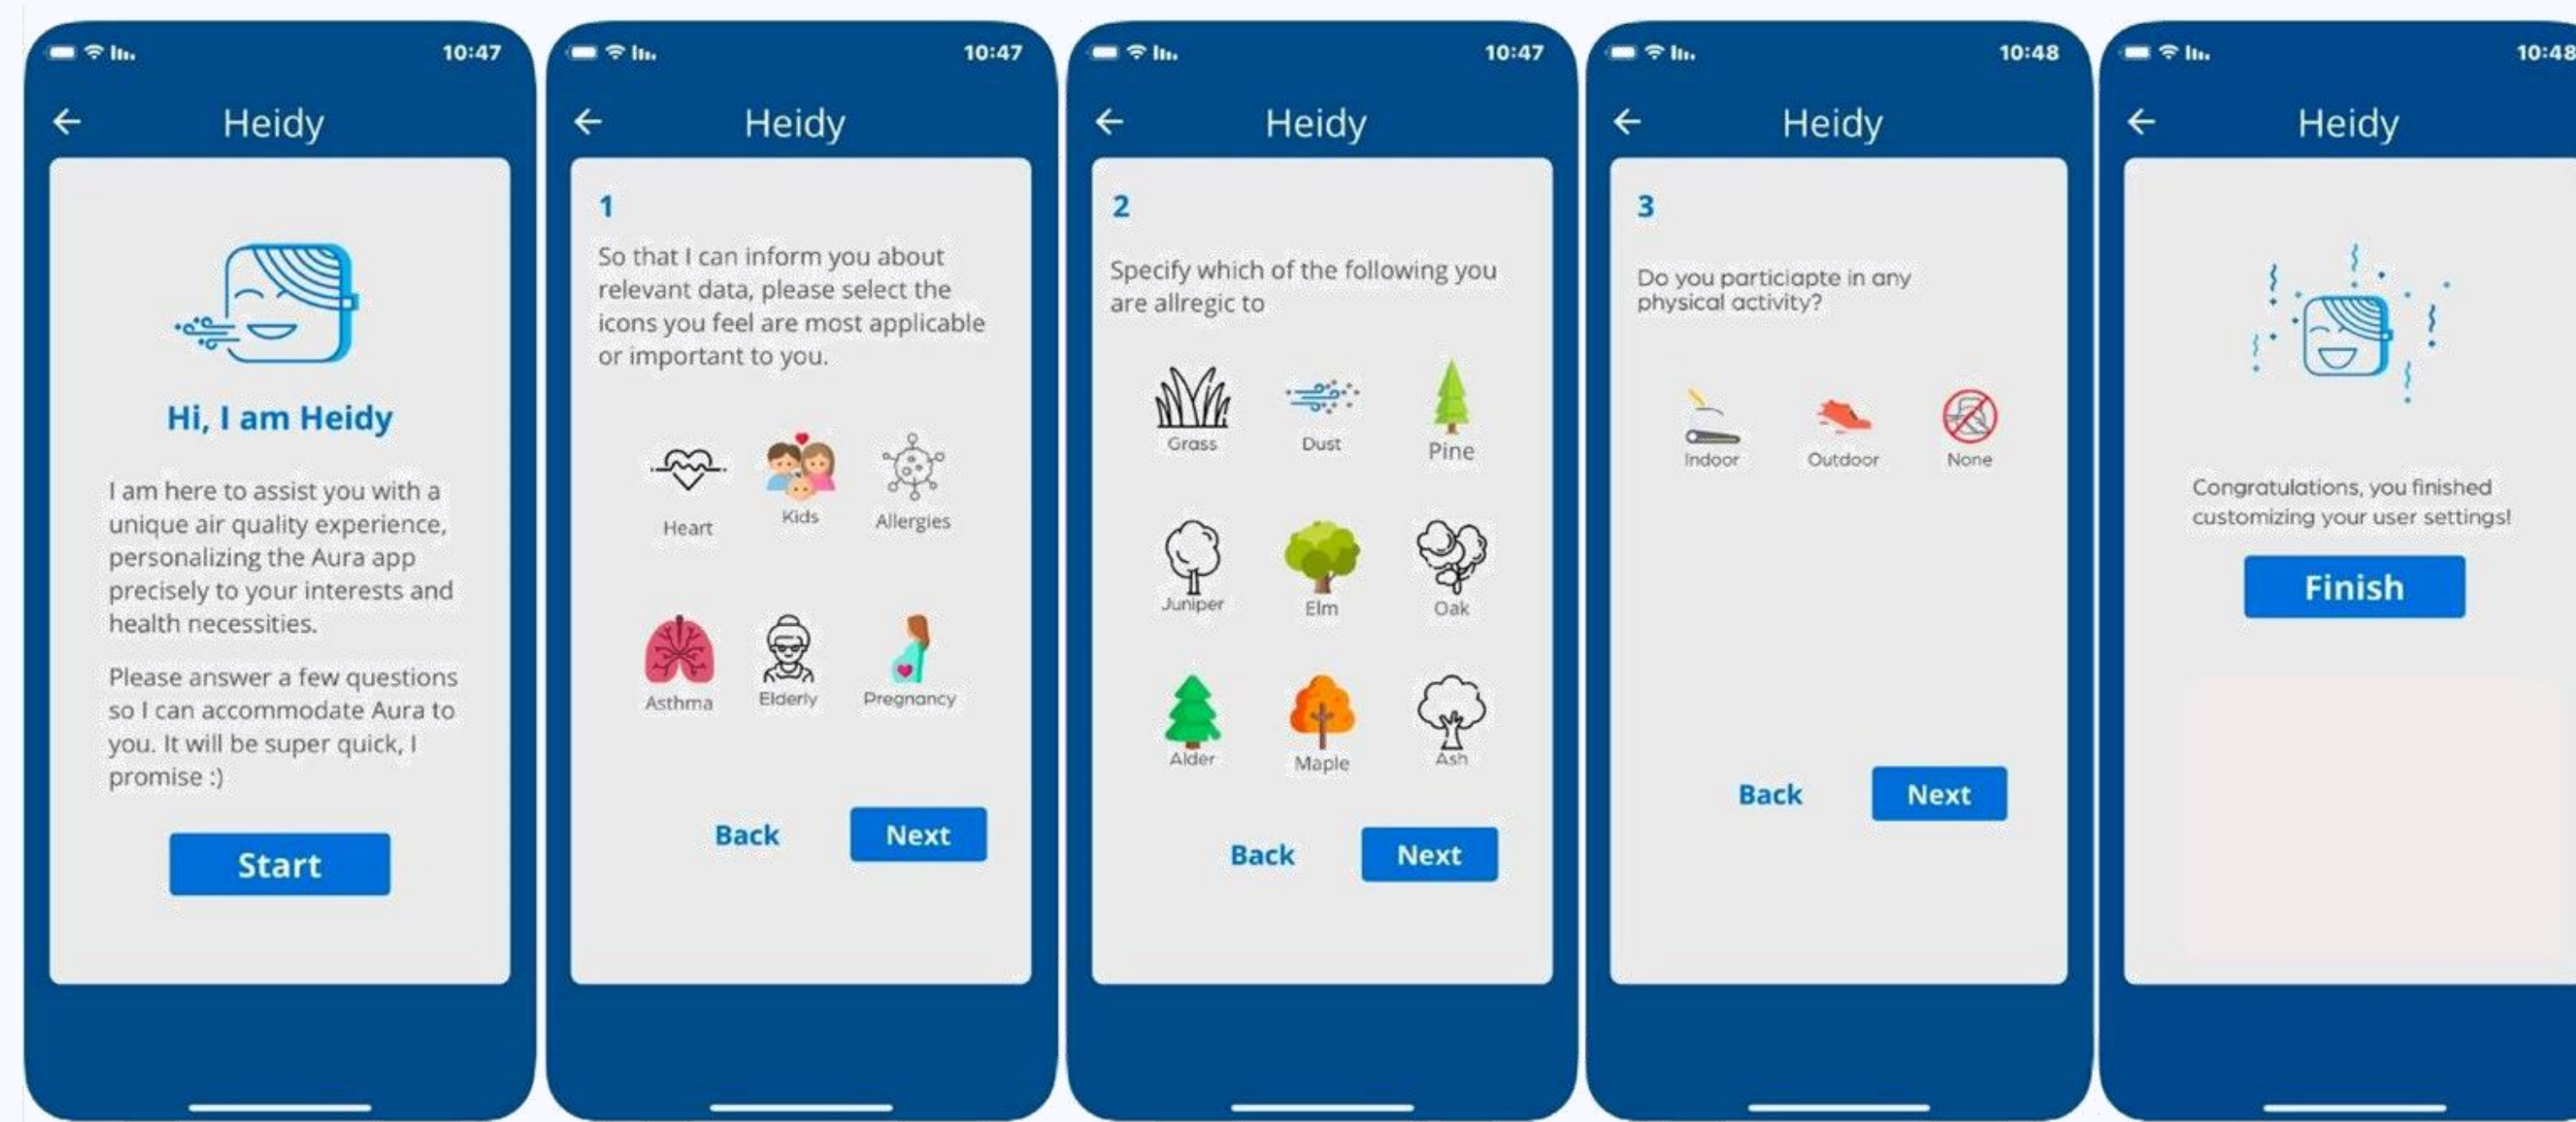 10:47
Heidy
Hi, I am Heidy
I am here to assist you with a
unique air quality experience,
personalizing the Aura app
precisely to your interests and
health necessities.
Please answer a few questions
so I can accommodate Aura to
you. It will be super quick, I
promise :)
Start
10:47
Heidy
1
So that I can inform you about
relevant data, please select the
icons you feel are most applicable
or important to you.
Heart
Kids
Allergies
Asthma
Elderly
Pregnancy
Back
Next
10:47
Heidy
2
Specify which of the following you
are allregic to
Grass
Dust
Pine
Juniper
Elm
Oak
Alder
Maple
Ash
Back
Next
10:48
Heidy
3
Do you particiapte in any
physical activity?
Indoor
Outdoor
None
Back
Next
10:48
Heidy
Congratulations, you finished
customizing your user settings!
Finish